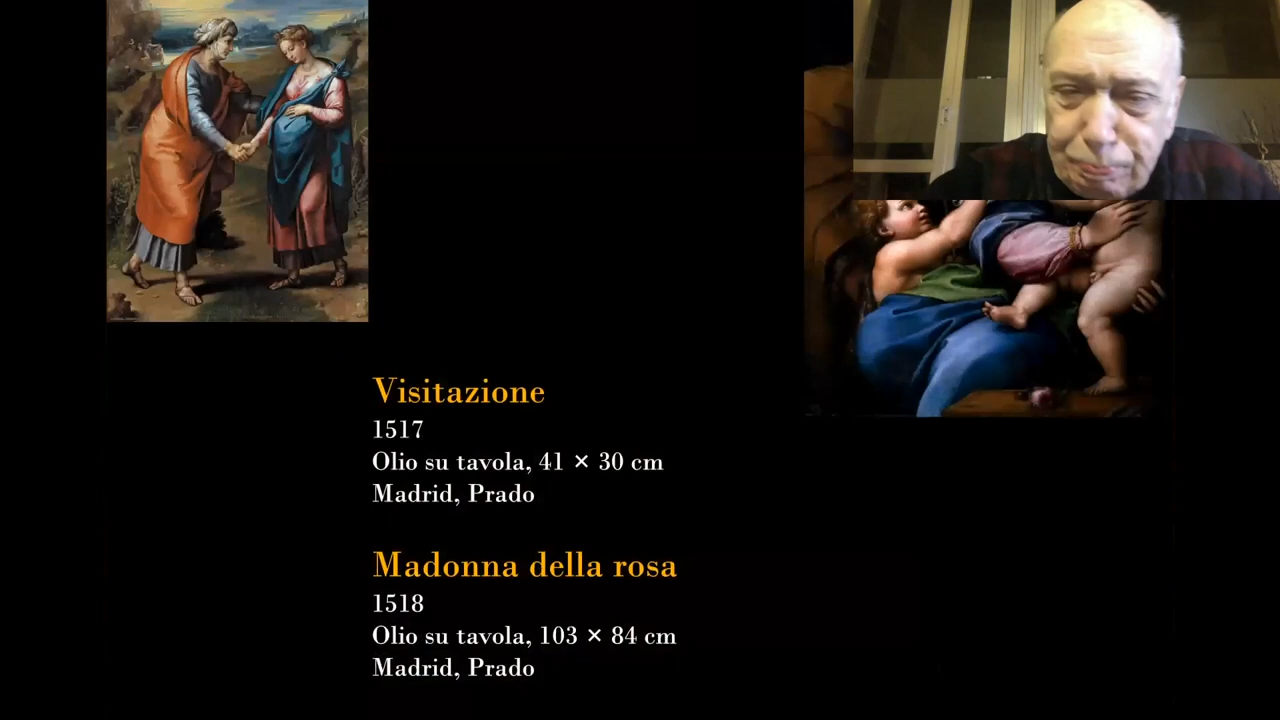 Visitazione
1517
Olio su tavola, 41 × 30 cm
Madrid, Prado
Madonna della rosa
1518
Olio su tavola, 103 × 84 cm
Madrid, Prado